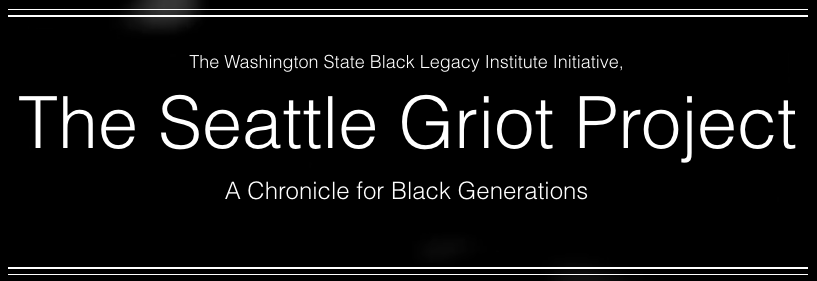 The Washington State Black Legacy Institute Initiative,
The Seattle Griot Project
A Chronicle for Black Generations